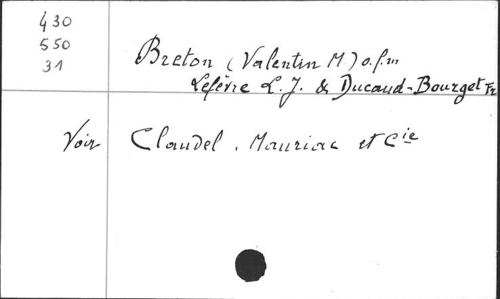 430
550
31
Breton (Valentin M) o.f.m
Lefèvre L. J. & Ducaud-Bourget Fr
Voir Claudel, Mauriac et Cie